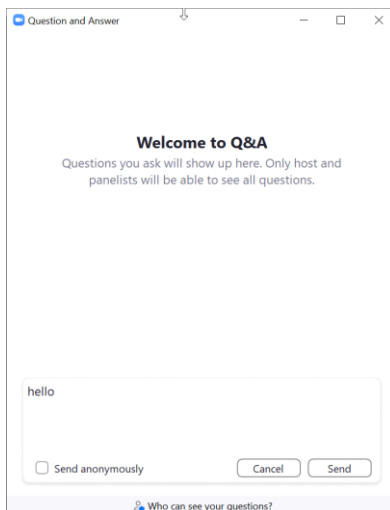 Question and Answer
Welcome to Q&A
Questions you ask will show up here. Only host and
panelists will be able to see all questions.
hello
Send anonymously
Cancel
Send
Who can see your questions?